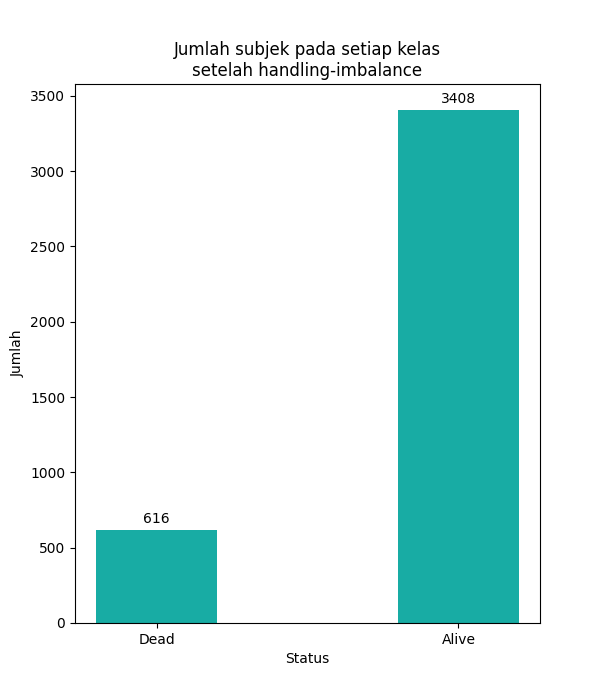 Jumlah subjek pada setiap kelas
setelah handling-imbalance
3500
3000
2500
2000
1500
1000
500
0
Jumlah
616
3408
Dead
Alive
Status